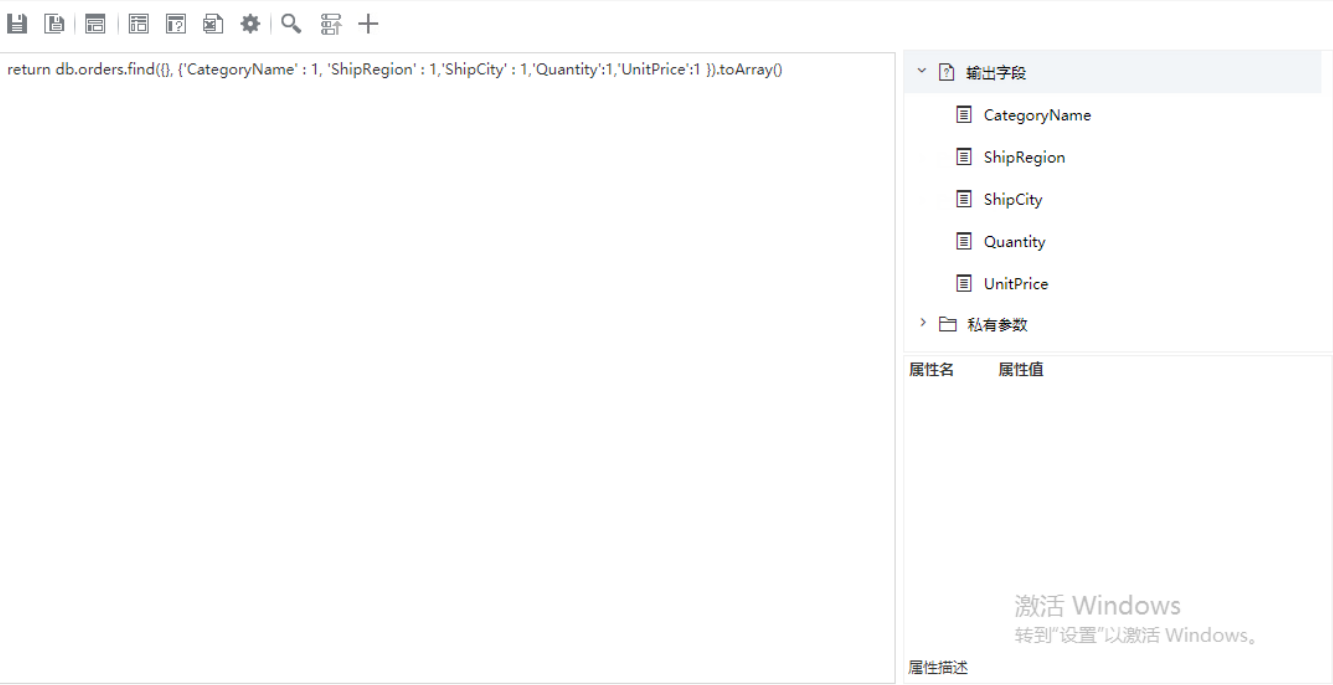 return db.orders.find({}, {'CategoryName' : 1, 'ShipRegion' : 1,'ShipCity' : 1,'Quantity':1,'UnitPrice':1 }).toArray()
输出字段
CategoryName
ShipRegion
ShipCity
Quantity
UnitPrice
私有参数
属性名 属性值
激活 Windows
转到“设置”以激活 Windows。
属性描述